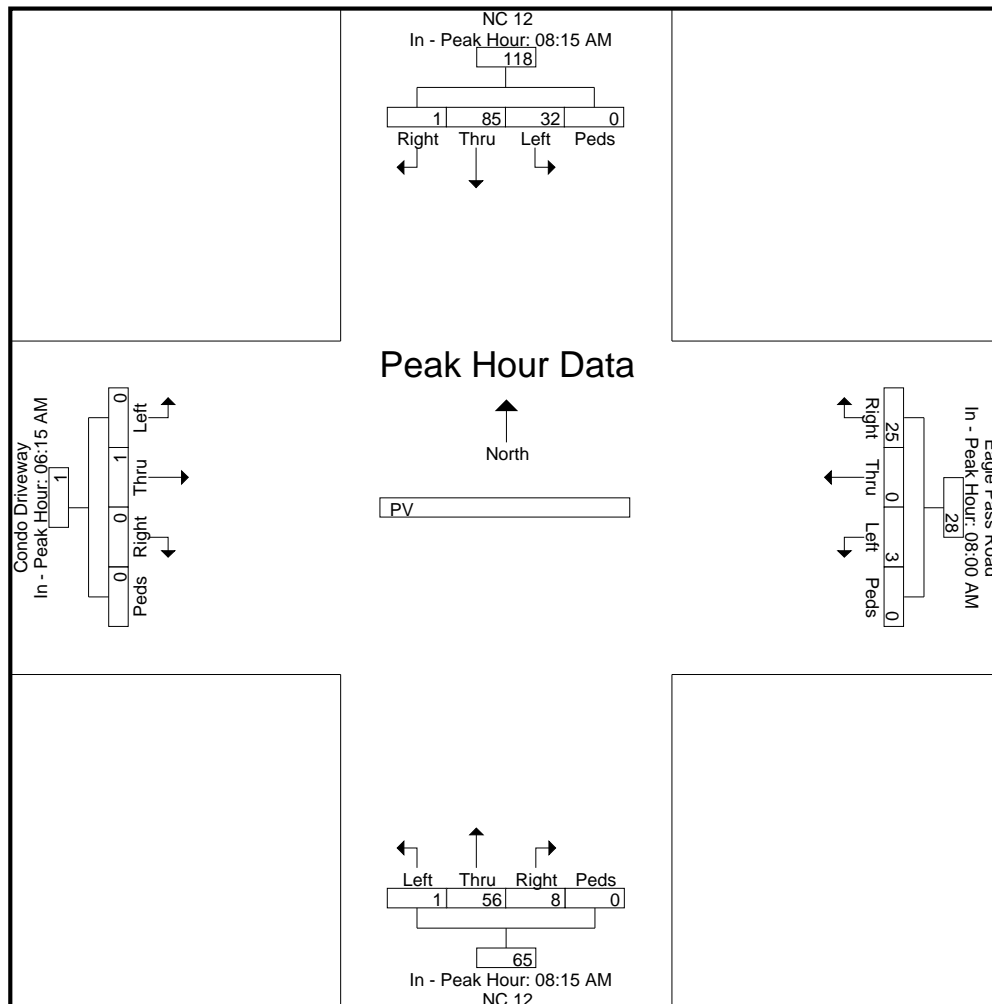 NC 12
In - Peak Hour: 08:15 AM
118
1 85 32 0
Right Thru Left Peds
Peak Hour Data
North
PV
Condo Driveway
In - Peak Hour: 06:15 AM
1
0 1 0 0
Left Thru Right Peds
Eagle Pass Road
In - Peak Hour: 08:00 AM
28
25 0 3 0
Right Thru Left Peds
Left Thru Right Peds
1 56 8 0
65
In - Peak Hour: 08:15 AM
NC 12